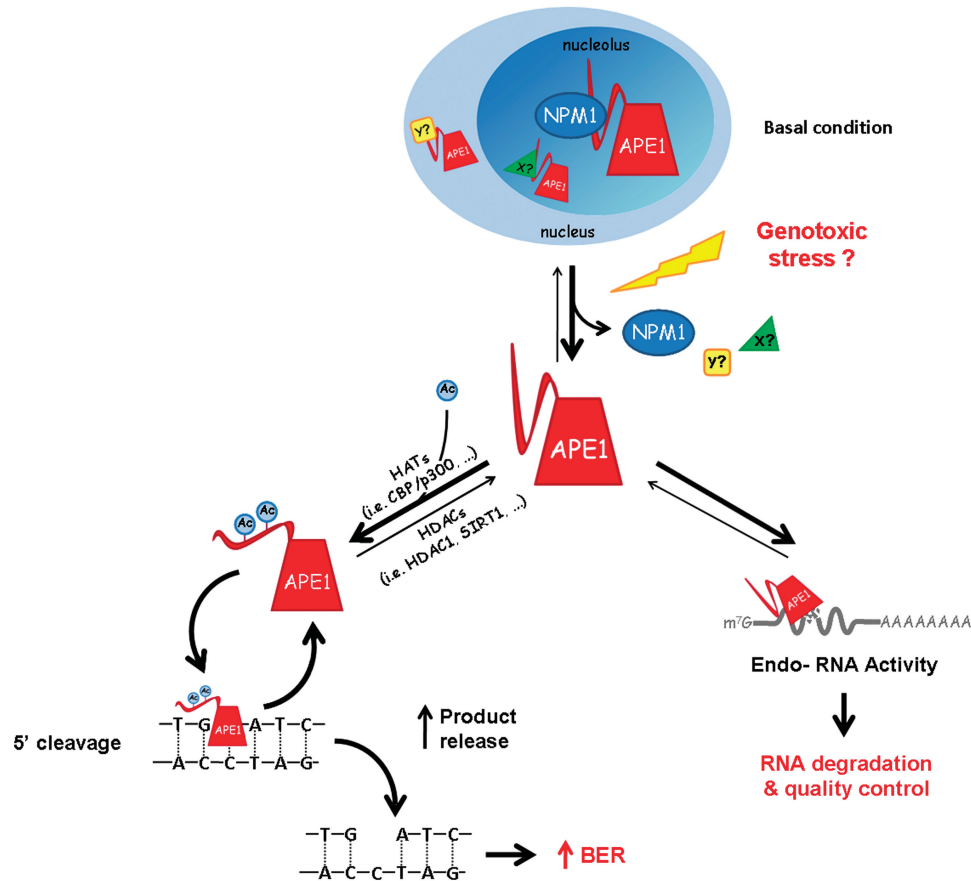 nucleolus
NPM1
APE1
y?
APE1
X?
APE1
nucleus
Basal condition
Genotoxic
stress ?
NPM1
y?
X?
APE1
Ac
HATs
(i.e. CBP/p300, ...)
HDACs
(i.e. HDAC1, SIRT1, ...)
Ac Ac
APE1
APE1
m7G AAAAAAAA
Endo- RNA Activity
RNA degradation
& quality control
Ac Ac
APE1
T G A T C
A C C T A G
5' cleavage
Product
release
T G A T C
A C C T A G
BER